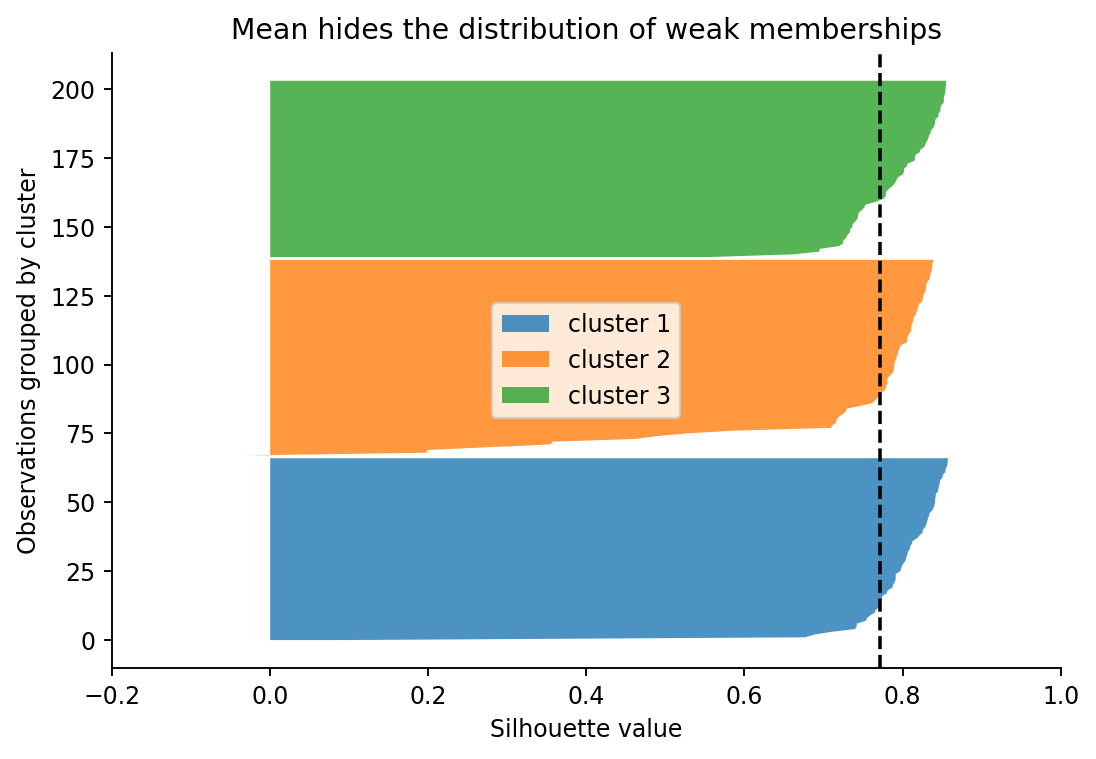 Mean hides the distribution of weak memberships
Observations grouped by cluster
200
175
150
125
100
75
50
25
0
cluster 1
cluster 2
cluster 3
−0.2 0.0 0.2 0.4 0.6 0.8 1.0
Silhouette value